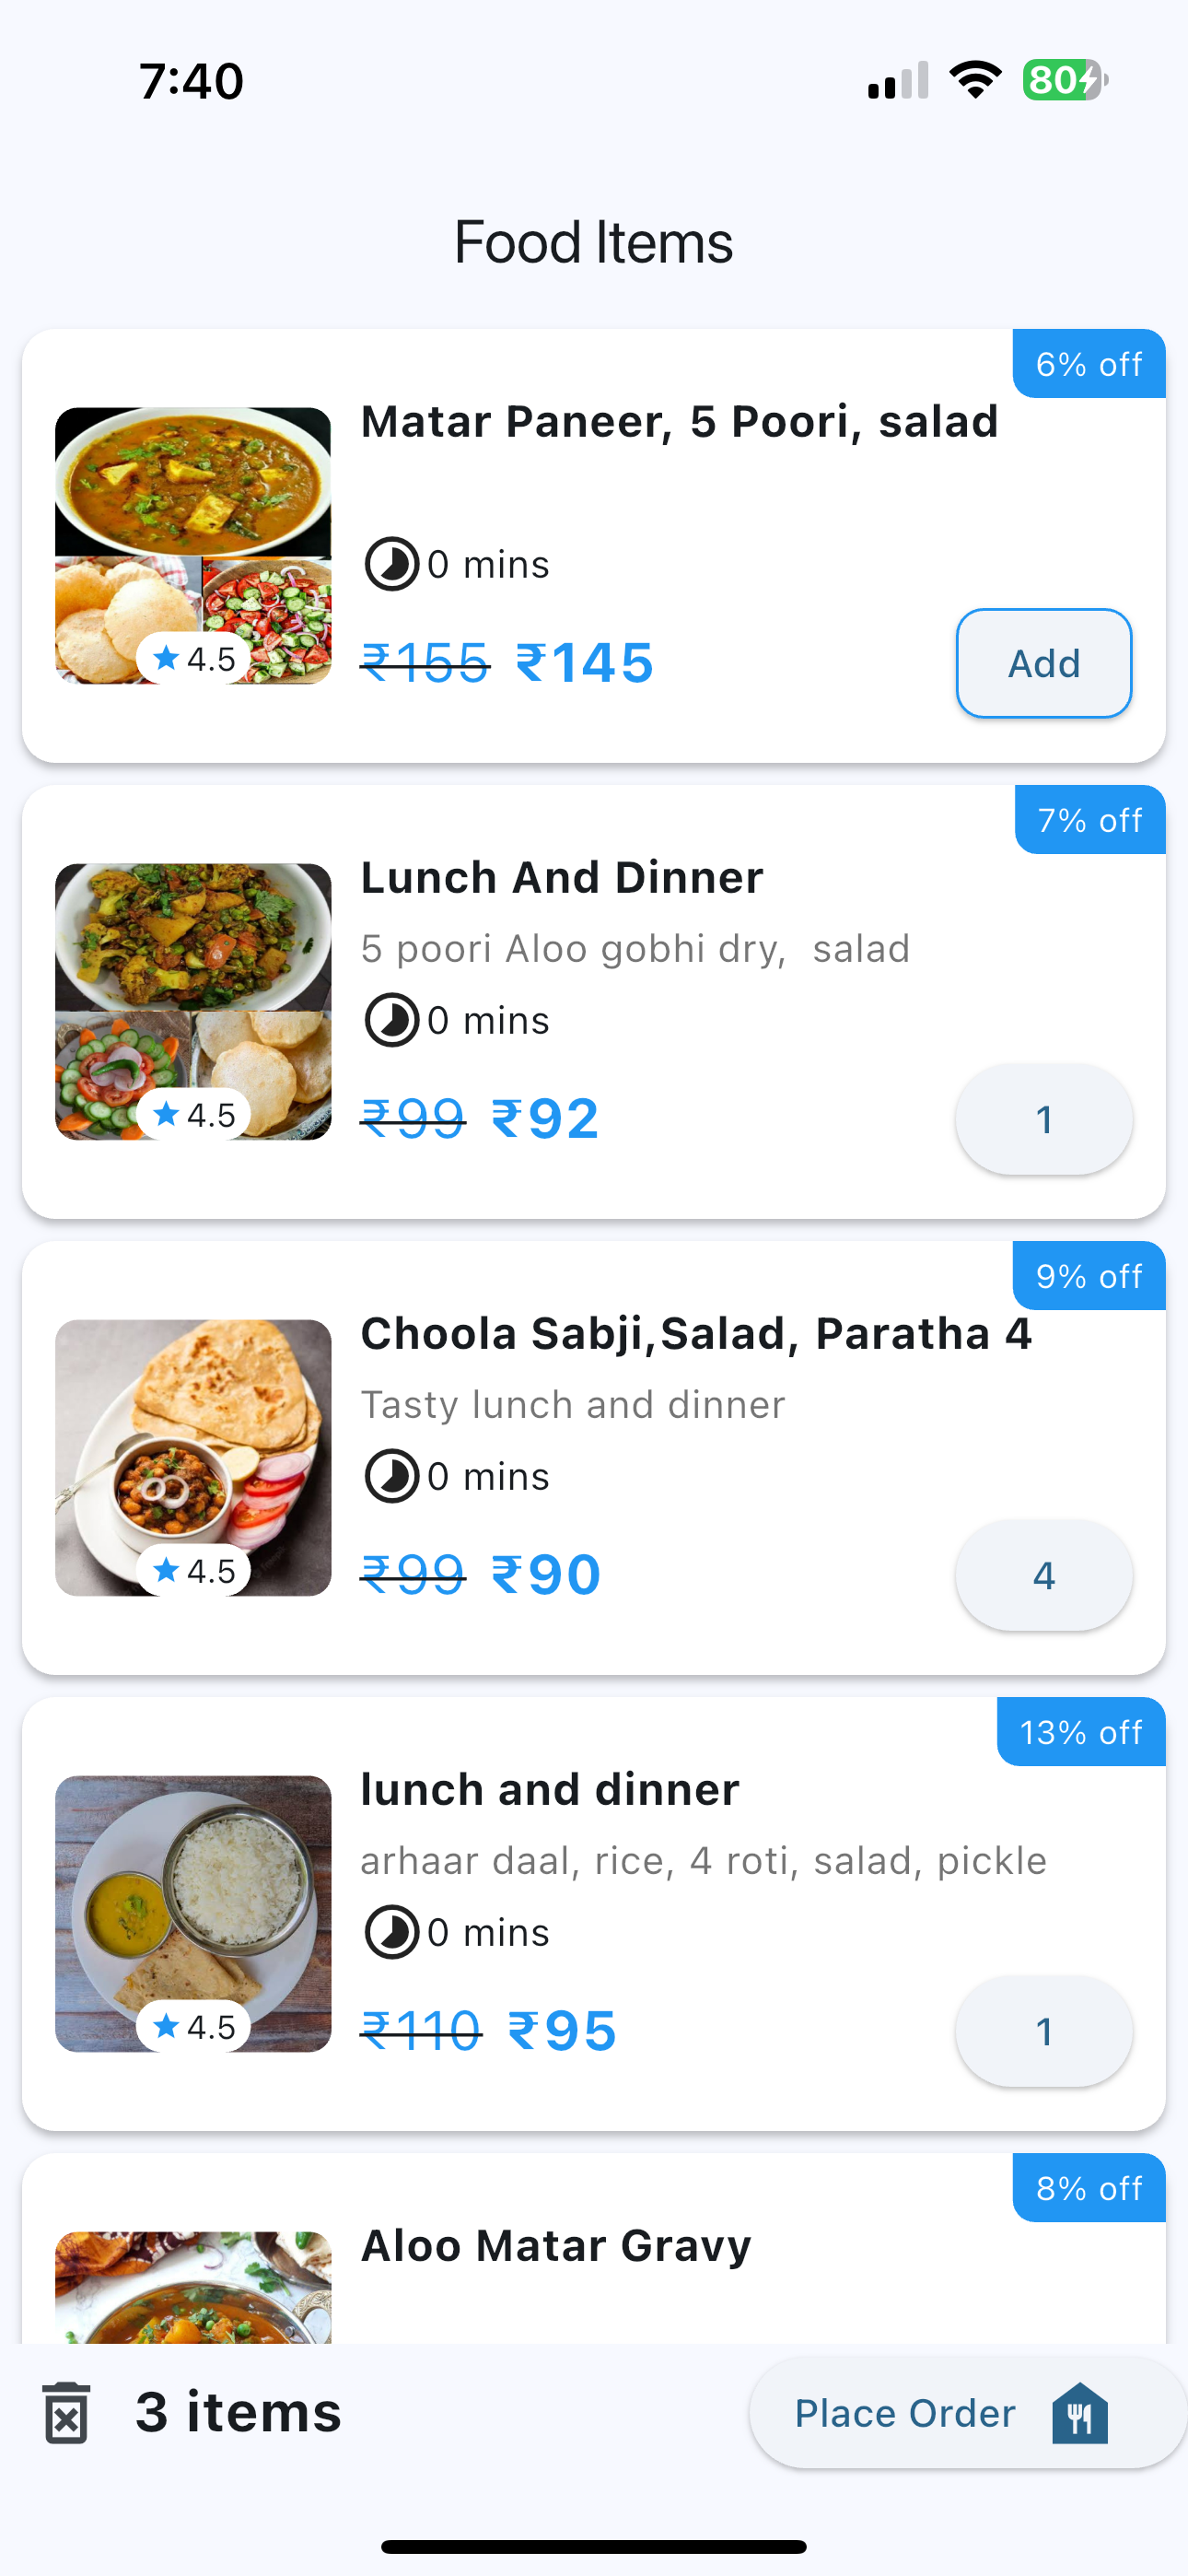 7:40
80
Food Items
6% off
Matar Paneer, 5 Poori, salad
0 mins
4.5
₹155 ₹145
Add
7% off
Lunch And Dinner
5 poori Aloo gobhi dry,  salad
0 mins
4.5
₹99 ₹92
1
9% off
Choola Sabji,Salad, Paratha 4
Tasty lunch and dinner
0 mins
4.5
₹99 ₹90
4
13% off
lunch and dinner
arhaar daal, rice, 4 roti, salad, pickle
0 mins
4.5
₹110 ₹95
1
8% off
Aloo Matar Gravy
3 items
Place Order